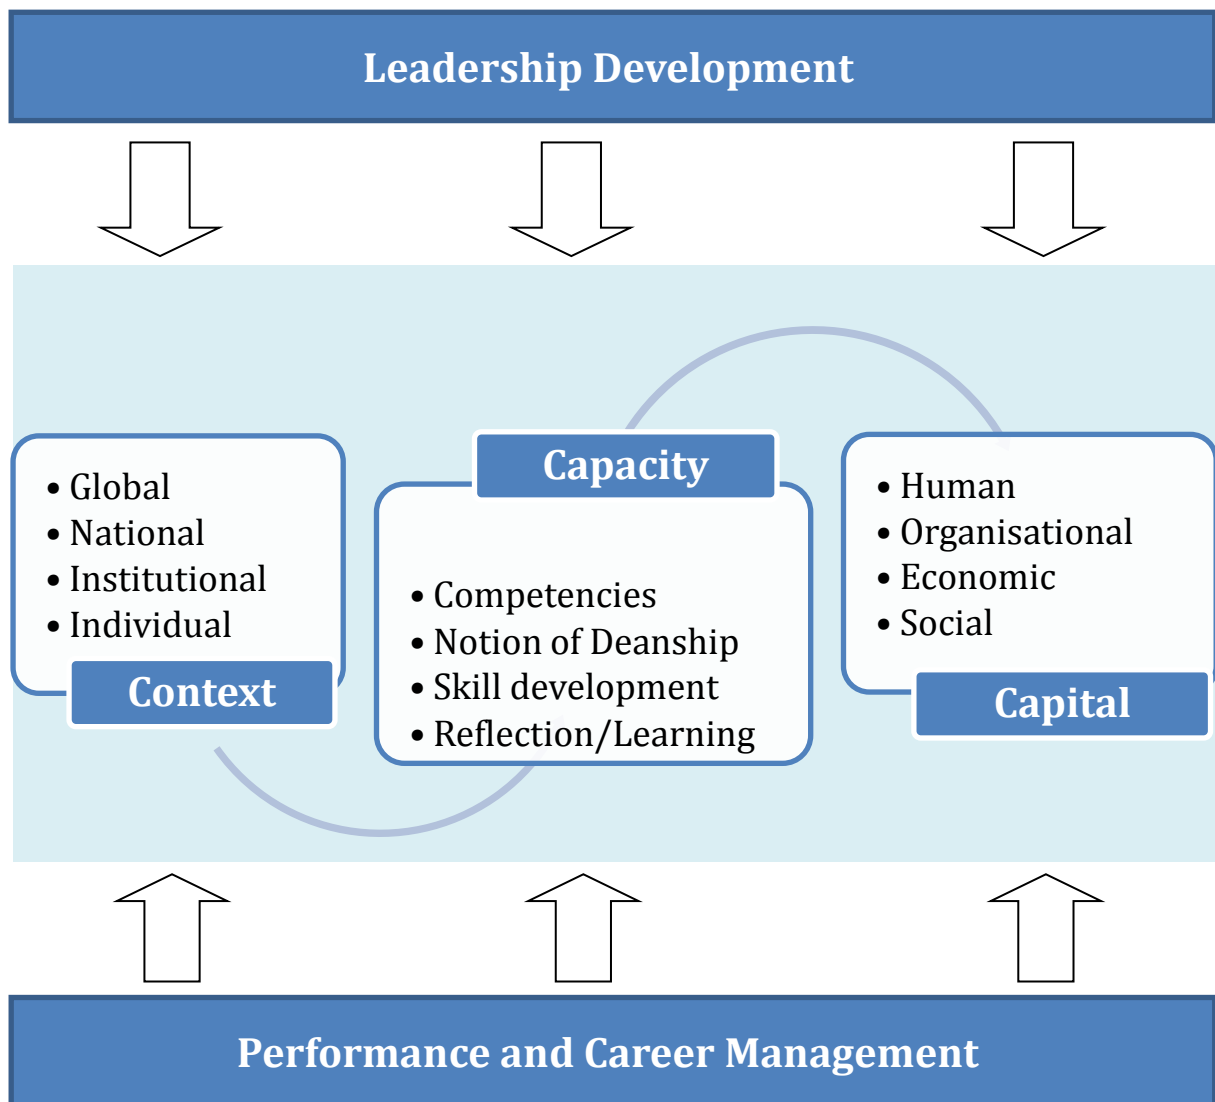 Leadership Development
• Global
• National
• Institutional
• Individual
Context
Capacity
• Competencies
• Notion of Deanship
• Skill development
• Reflection/Learning
• Human
• Organisational
• Economic
• Social
Capital
Performance and Career Management